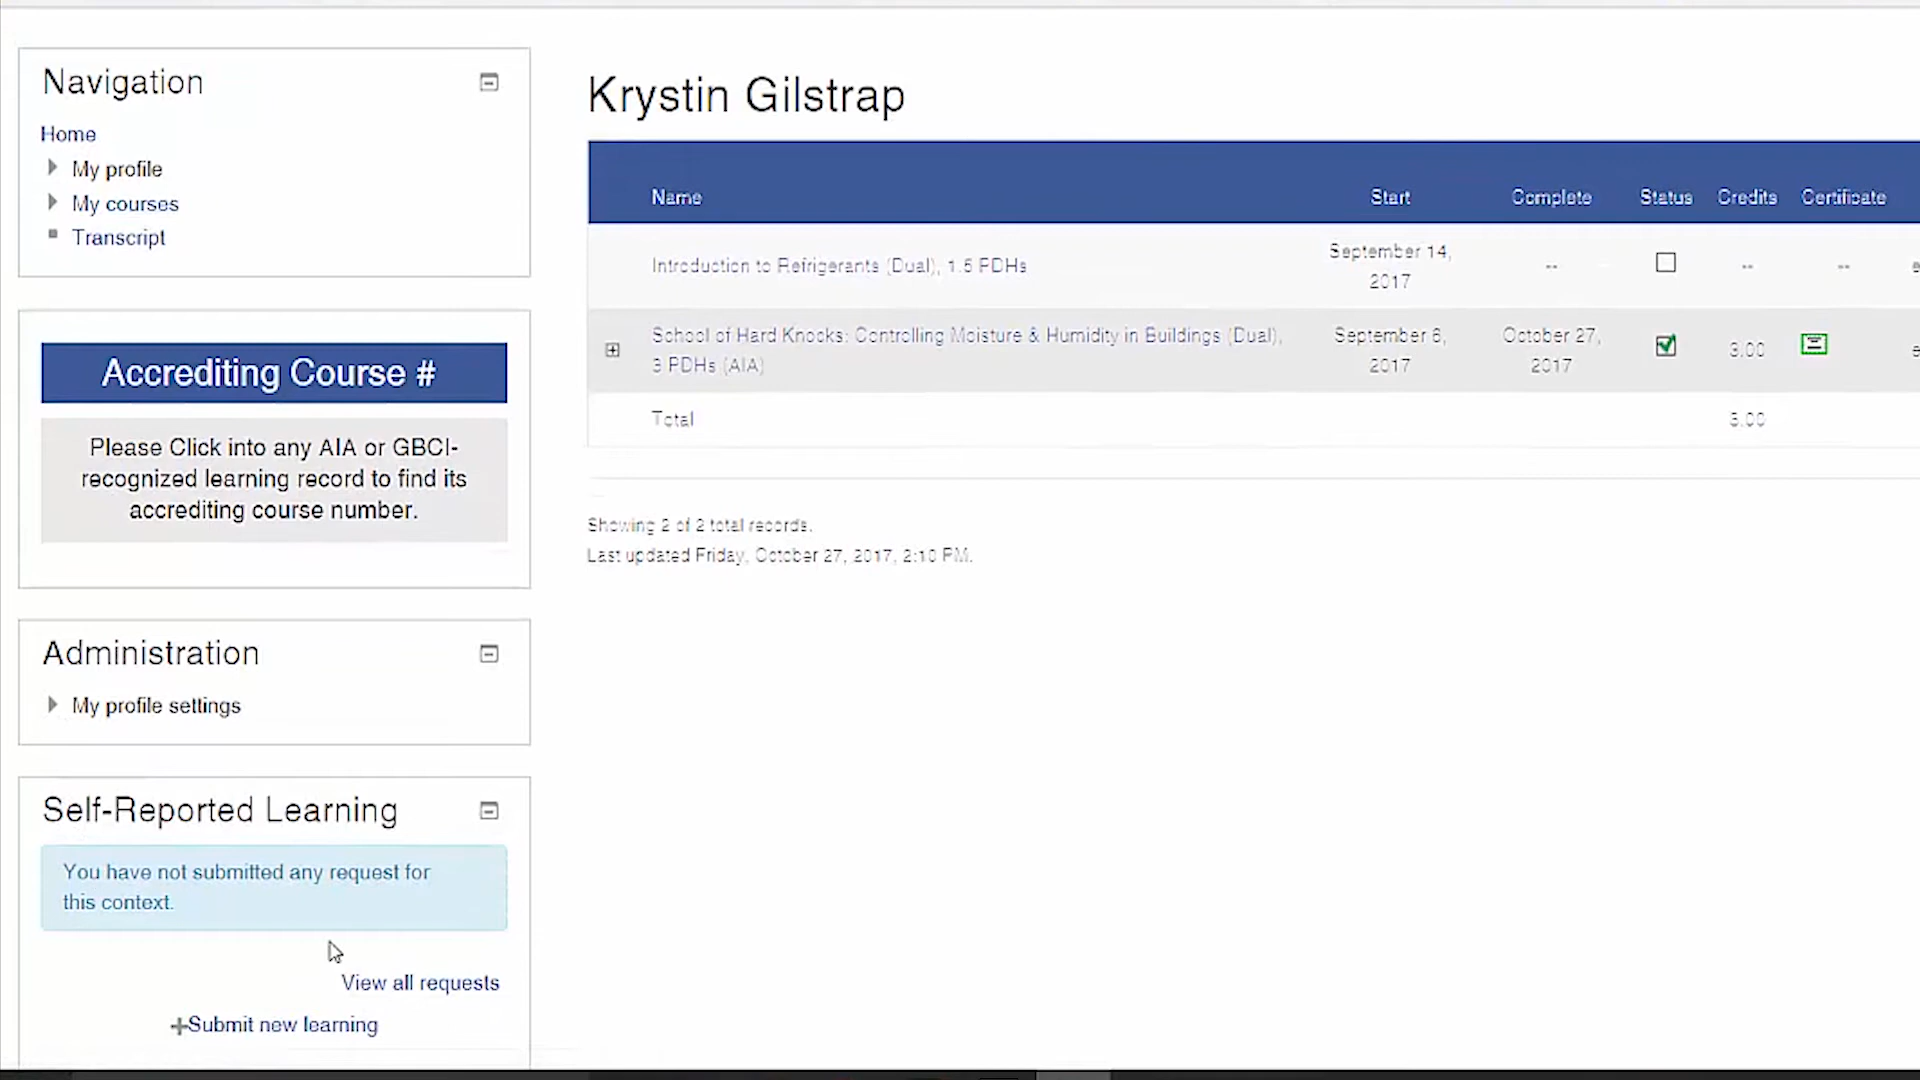 Navigation
Home
My profile
My courses
Transcript
Accrediting Course #
Please Click into any AIA or GBCI-
recognized learning record to find its
accrediting course number.
Administration
My profile settings
Self-Reported Learning
You have not submitted any request for
this context.
View all requests
Submit new learning
Krystin Gilstrap
Name Start Complete Status Credits Certificate
Introduction to Refrigerants (Dual), 1.5 PDHs September 14, 2017 -- -- --
School of Hard Knocks: Controlling Moisture & Humidity in Buildings (Dual), September 6, October 27,
3 PDHs (AIA) 2017 2017 3.00
Total 3.00
Showing 2 of 2 total records.
Last updated Friday, October 27, 2017, 2:10 PM.